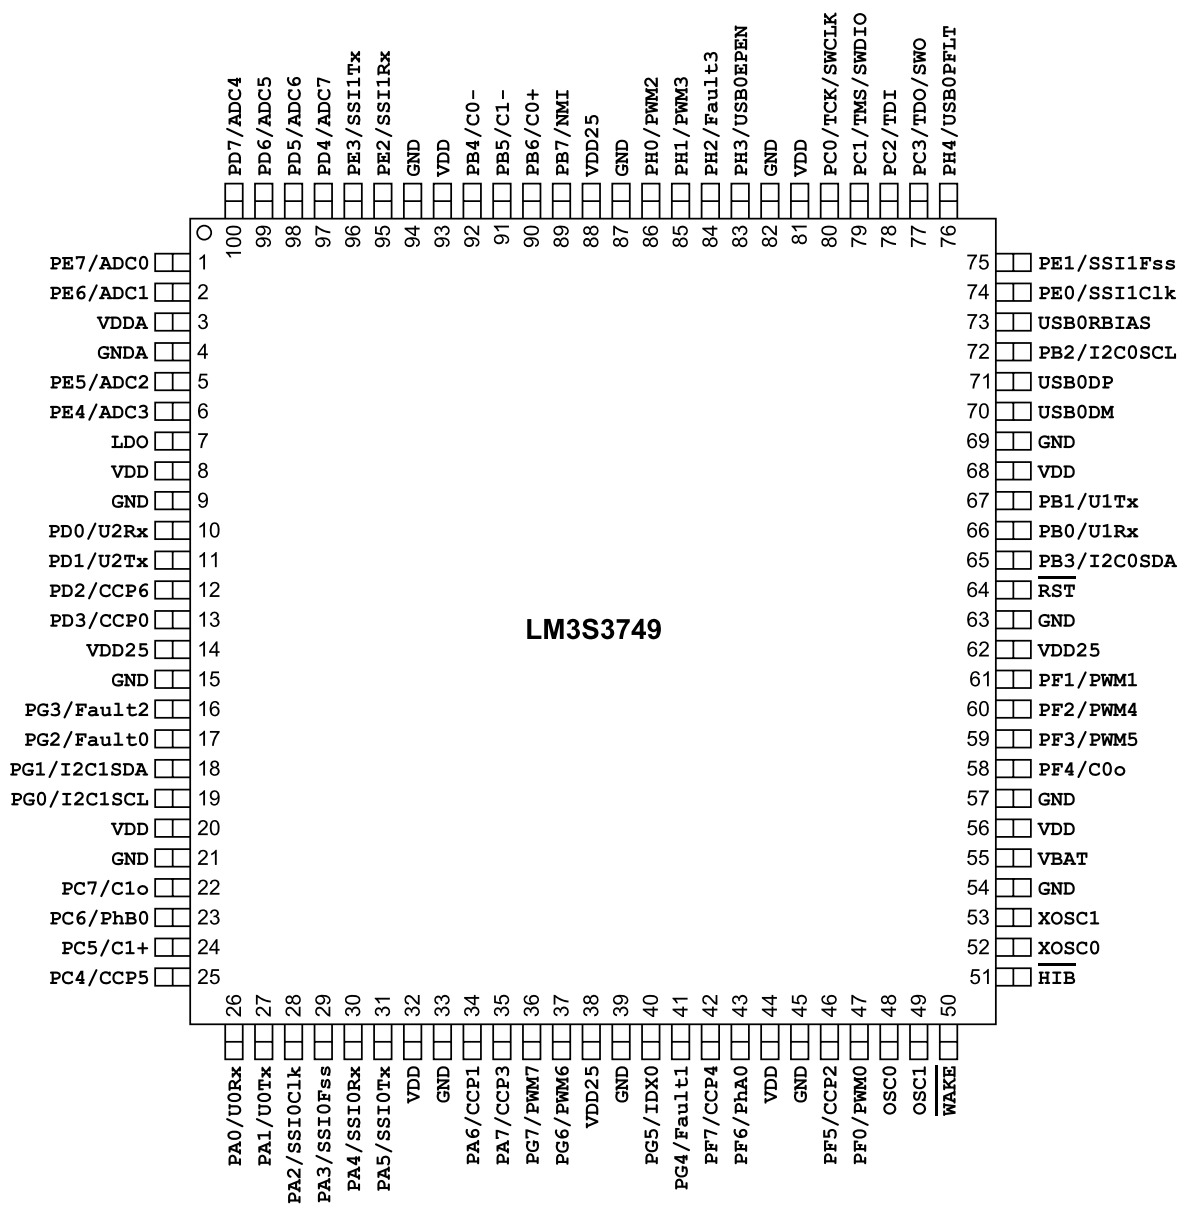 PD7/ADC4
PD6/ADC5
PD5/ADC6
PD4/ADC7
PE3/SSI1Tx
PE2/SSI1Rx
GND
VDD
PB4/C0-
PB5/C1-
PB6/C0+
PB7/NMI
VDD25
GND
PH0/PWM2
PH1/PWM3
PH2/Fault3
PH3/USB0EPEN
GND
VDD
PC0/TCK/SWCLK
PC1/TMS/SWDIO
PC2/TDI
PC3/TDO/SWO
PH4/USB0PFLT
100
99
98
97
96
95
94
93
92
91
90
89
88
87
86
85
84
83
82
81
80
79
78
77
76
PE7/ADC0 1
PE6/ADC1 2
VDDA 3
GNDA 4
PE5/ADC2 5
PE4/ADC3 6
LDO 7
VDD 8
GND 9
PD0/U2Rx 10
PD1/U2Tx 11
PD2/CCP6 12
PD3/CCP0 13
VDD25 14
GND 15
PG3/Fault2 16
PG2/Fault0 17
PG1/I2C1SDA 18
PG0/I2C1SCL 19
VDD 20
GND 21
PC7/C1o 22
PC6/PhB0 23
PC5/C1+ 24
PC4/CCP5 25
LM3S3749
75 PE1/SSI1Fss
74 PE0/SSI1Clk
73 USB0RBIAS
72 PB2/I2C0SCL
71 USB0DP
70 USB0DM
69 GND
68 VDD
67 PB1/U1Tx
66 PB0/U1Rx
65 PB3/I2C0SDA
64 RST
63 GND
62 VDD25
61 PF1/PWM1
60 PF2/PWM4
59 PF3/PWM5
58 PF4/C0o
57 GND
56 VDD
55 VBAT
54 GND
53 XOSC1
52 XOSC0
51 HIB
26
27
28
29
30
31
32
33
34
35
36
37
38
39
40
41
42
43
44
45
46
47
48
49
50
PA0/U0Rx
PA1/U0Tx
PA2/SSI0Clk
PA3/SSI0Fss
PA4/SSI0Rx
PA5/SSI0Tx
VDD
GND
PA6/CCP1
PA7/CCP3
PG7/PWM7
PG6/PWM6
VDD25
GND
PG5/IDX0
PG4/Fault1
PF7/CCP4
PF6/PhA0
VDD
GND
PF5/CCP2
PF0/PWM0
OSC0
OSC1
WAKE